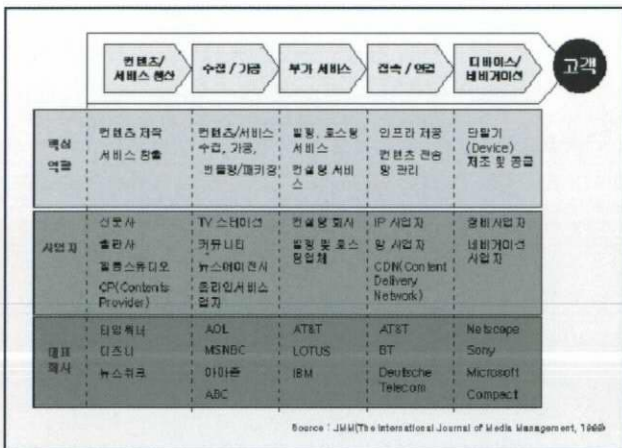 컨텐츠/
서비스 생산
수집 / 가공
부가 서비스
접속 / 연결
디바이스/
네비게이션
고객
핵심
역할
컨텐츠 제작
서비스 창출
컨텐츠/서비스
수집, 가공,
번들링/패키징
빌링, 호스팅
서비스
컨설팅 서비
스
인프라 제공
컨텐츠 전송
망 관리
단말기
(Device)
제조 및 공급
사업자
신문사
출판사
필름스튜디오
CP(Contents
Provider)
TV 스테이션
커뮤니티
뉴스에이전시
온라인서비스
업자
컨설팅 회사
빌링 및 호스
팅업체
IP 사업자
망 사업자
CDN(Content
Delivery
Network)
장비사업자
네비게이션
사업자
대표
회사
타임워너
디즈니
뉴스위크
AOL
MSNBC
아마존
ABC
AT&T
LOTUS
IBM
AT&T
BT
Deutsche
Telecom
Netscape
Sony
Microsoft
Compact
Source : JMM(The International Journal of Media Management, 1999)